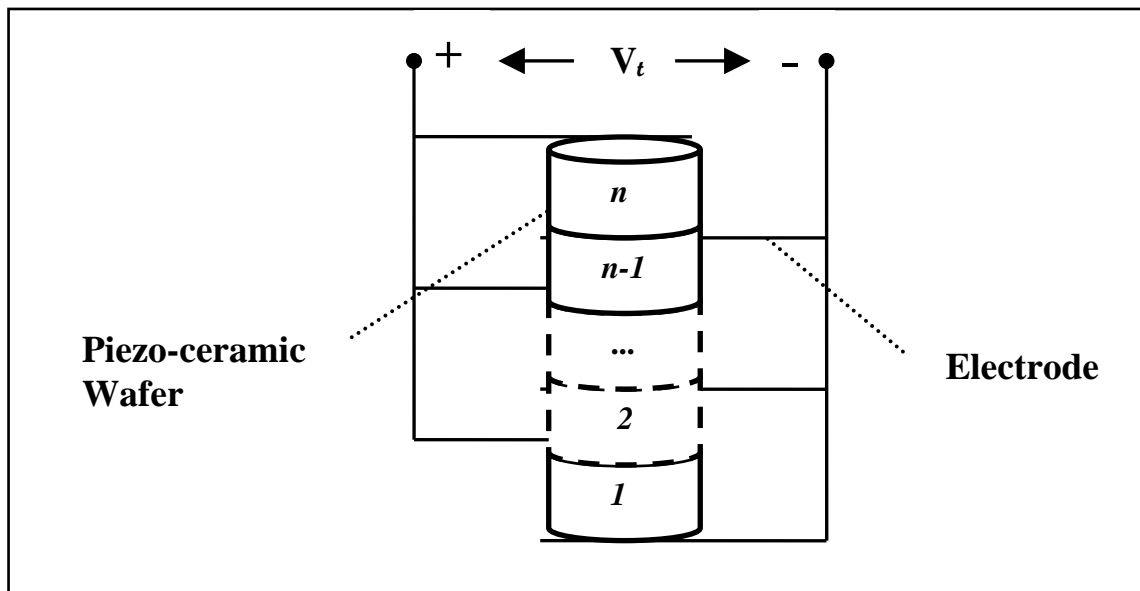 + V_t -
n
n-1
...
2
1
Piezo-ceramic
Wafer
Electrode